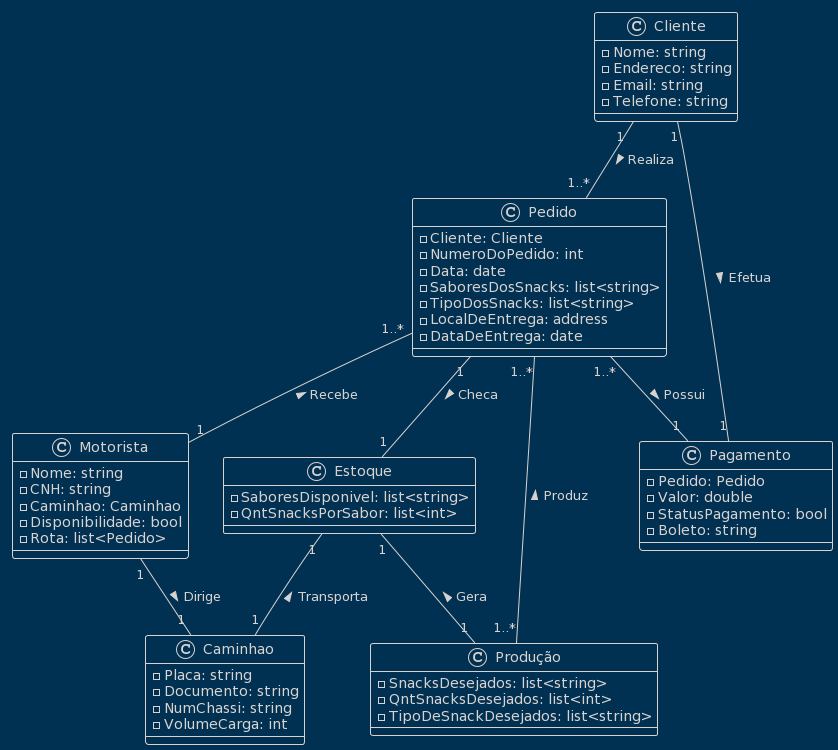 C Cliente
Nome: string
Endereco: string
Email: string
Telefone: string
1
1
Realiza
1..*
C Pedido
Cliente: Cliente
NumeroDoPedido: int
Data: date
SaboresDosSnacks: list<string>
TipoDosSnacks: list<string>
LocalDeEntrega: address
DataDeEntrega: date
Efetua
1..*
1
1..*
1..*
Recebe
Checa
Possui
1
1
1
1
C Motorista
Nome: string
CNH: string
Caminhao: Caminhao
Disponibilidade: bool
Rota: list<Pedido>
C Estoque
SaboresDisponivel: list<string>
QntSnacksPorSabor: list<int>
Produz
C Pagamento
Pedido: Pedido
Valor: double
StatusPagamento: bool
Boleto: string
1
1
1
Dirige
Transporta
Gera
1
1
1
1..*
C Caminhao
Placa: string
Documento: string
NumChassi: string
VolumeCarga: int
C Produção
SnacksDesejados: list<string>
QntSnacksDesejados: list<int>
TipoDeSnackDesejados: list<string>